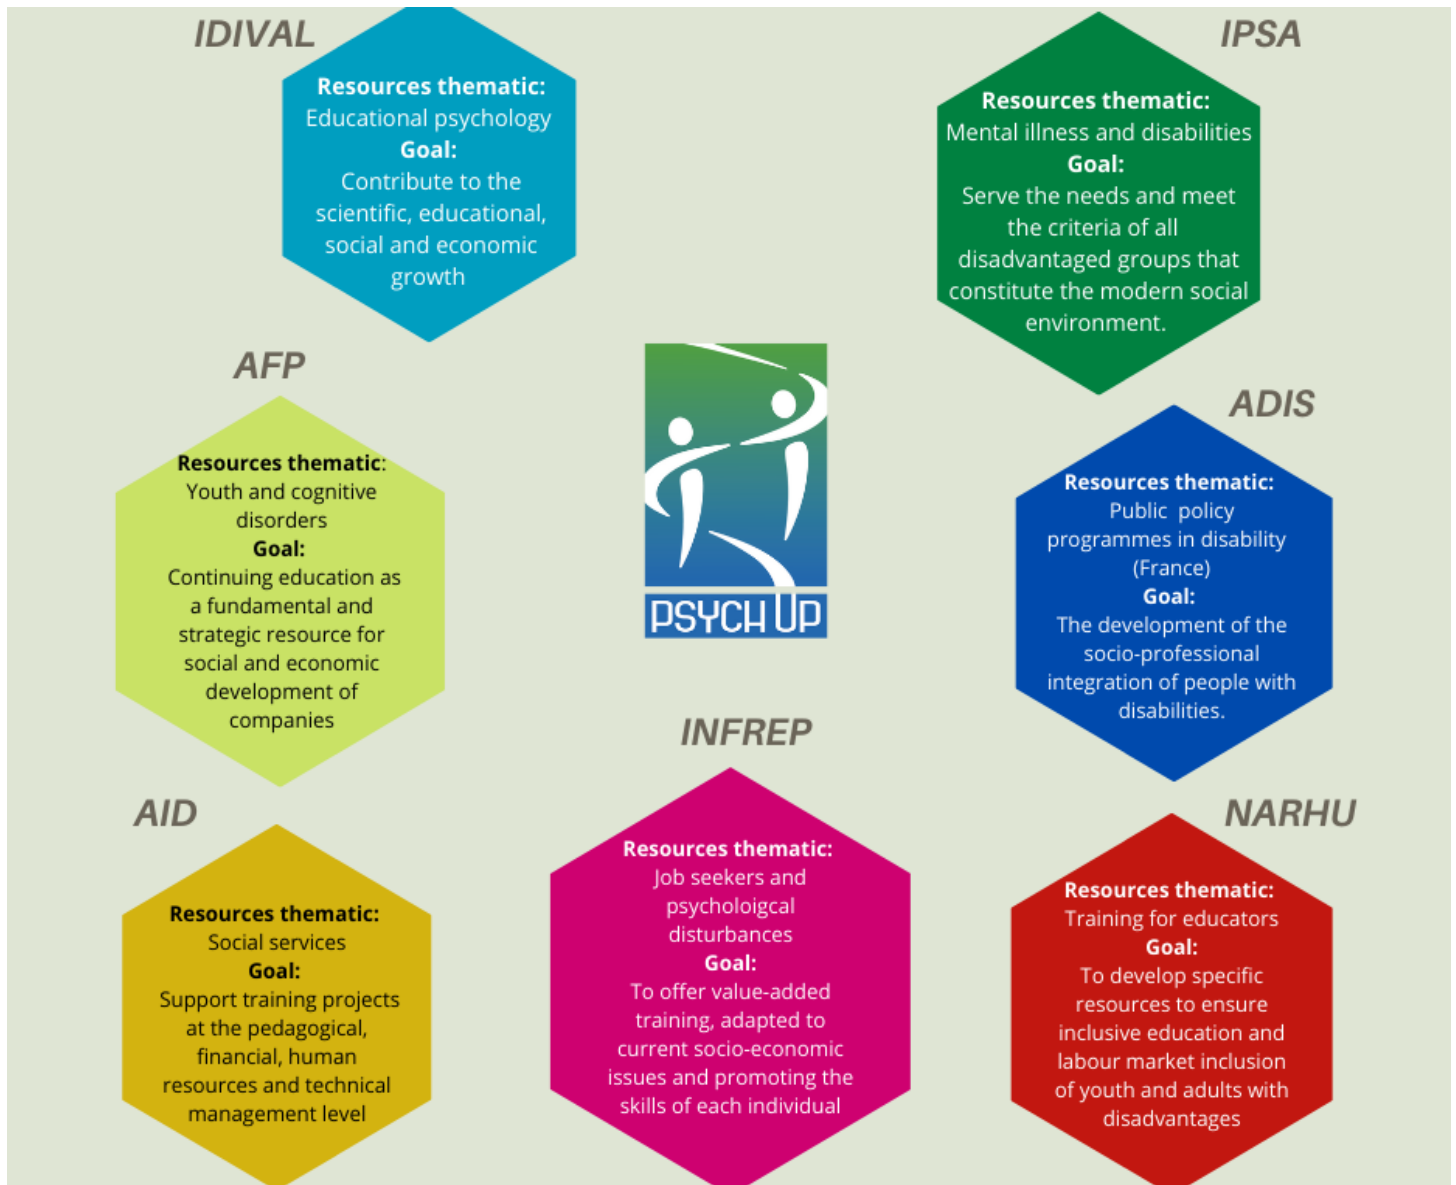 IDIVAL
Resources thematic:
Educational psychology
Goal:
Contribute to the
scientific, educational,
social and economic
growth
IPSA
Resources thematic:
Mental illness and disabilities
Goal:
Serve the needs and meet
the criteria of all
disadvantaged groups that
constitute the modern social
environment.
AFP
Resources thematic:
Youth and cognitive
disorders
Goal:
Continuing education as
a fundamental and
strategic resource for
social and economic
development of
companies
PSYCH UP
ADIS
Resources thematic:
Public policy
programmes in disability
(France)
Goal:
The development of the
socio-professional
integration of people with
disabilities.
AID
Resources thematic:
Social services
Goal:
Support training projects
at the pedagogical,
financial, human
resources and technical
management level
INFREP
Resources thematic:
Job seekers and
psycholoigcal
disturbances
Goal:
To offer value-added
training, adapted to
current socio-economic
issues and promoting the
skills of each individual
NARHU
Resources thematic:
Training for educators
Goal:
To develop specific
resources to ensure
inclusive education and
labour market inclusion
of youth and adults with
disadvantages